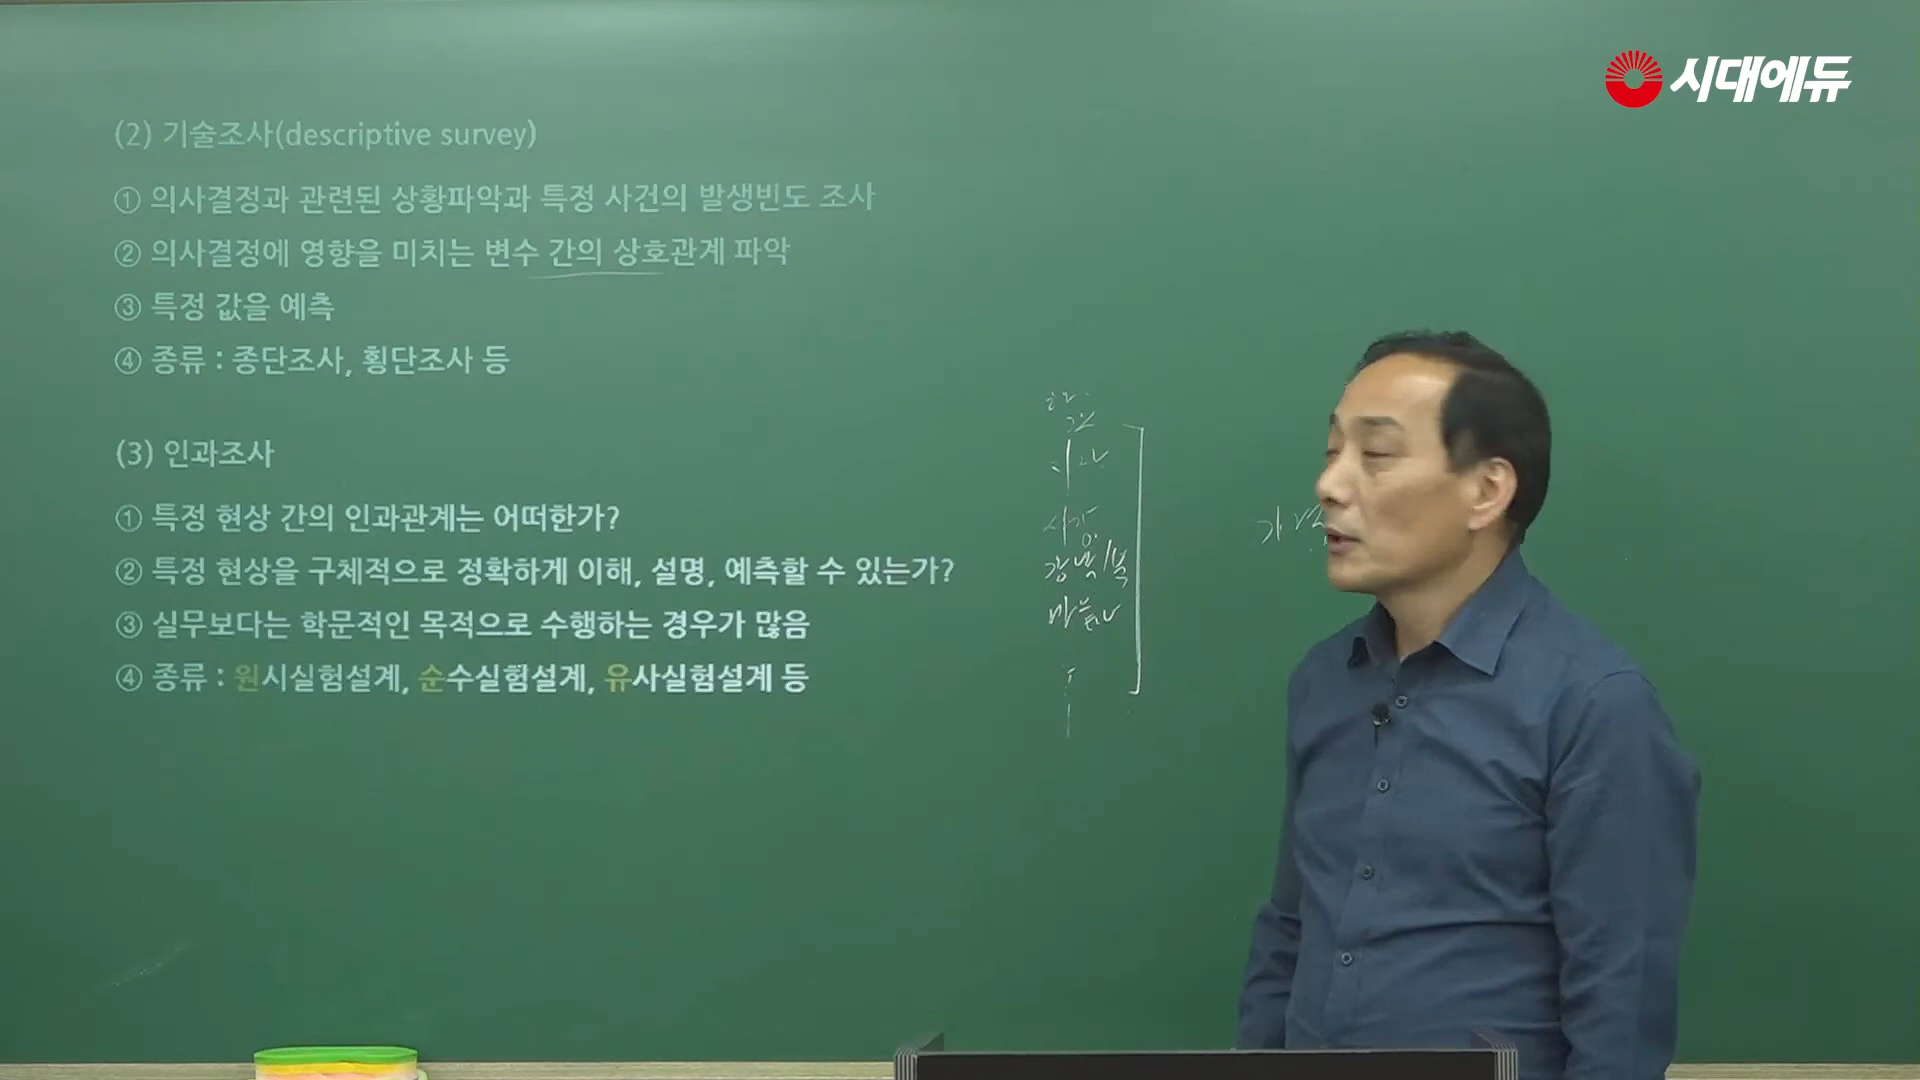 시대에듀
(2) 기술조사(descriptive survey)
① 의사결정과 관련된 상황파악과 특정 사건의 발생빈도 조사
② 의사결정에 영향을 미치는 변수 간의 상호관계 파악
③ 특정 값을 예측
④ 종류 : 종단조사, 횡단조사 등
(3) 인과조사
① 특정 현상 간의 인과관계는 어떠한가?
② 특정 현상을 구체적으로 정확하게 이해, 설명, 예측할 수 있는가?
③ 실무보다는 학문적인 목적으로 수행하는 경우가 많음
④ 종류 : 원시실험설계, 순수실험설계, 유사실험설계 등